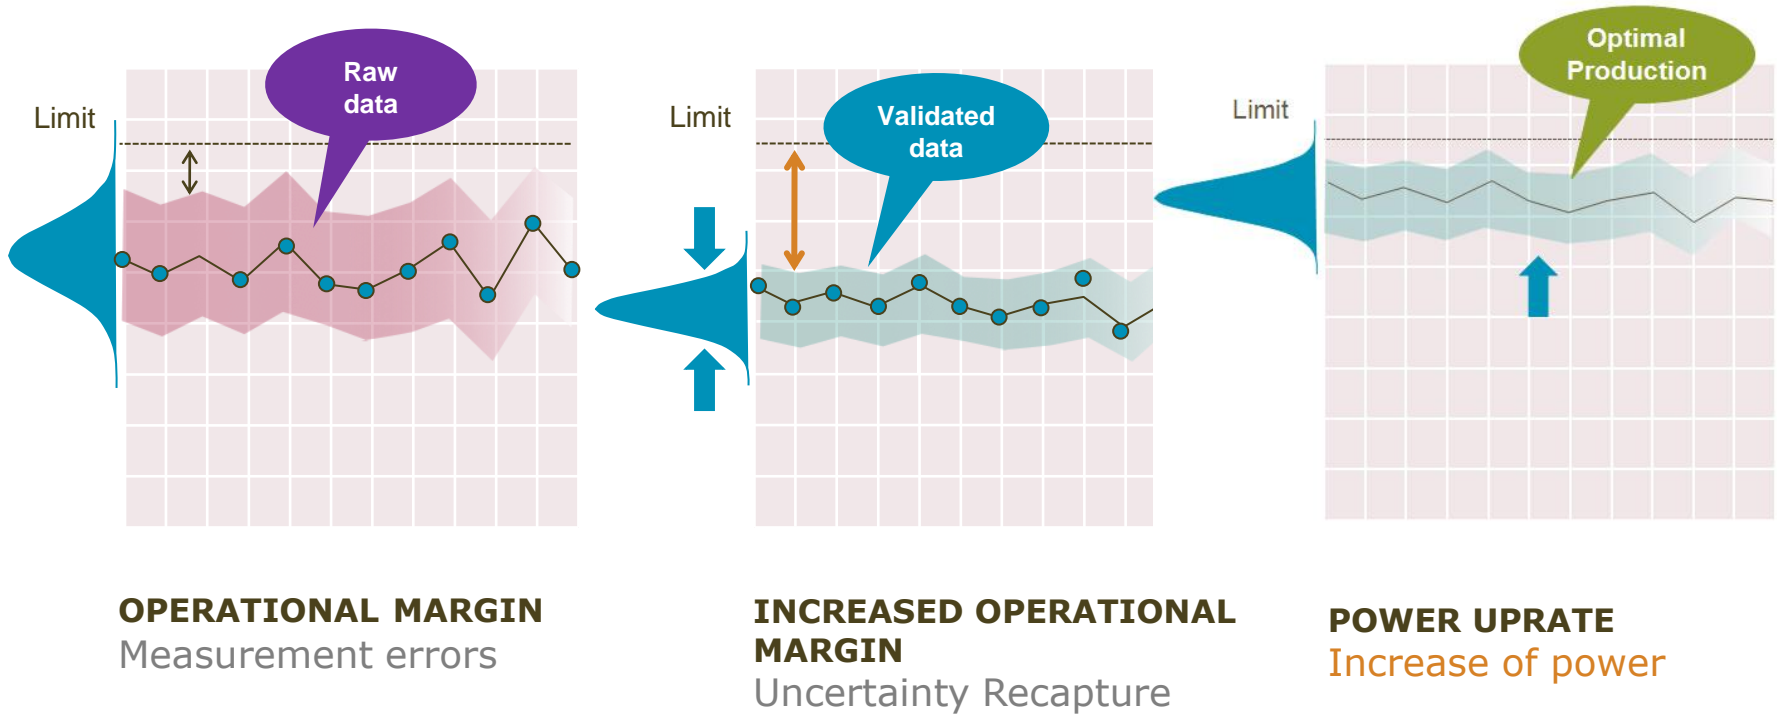 Limit
Raw
data
OPERATIONAL MARGIN
Measurement errors
Limit
Validated
data
INCREASED OPERATIONAL
MARGIN
Uncertainty Recapture
Limit
Optimal
Production
POWER UPRATE
Increase of power